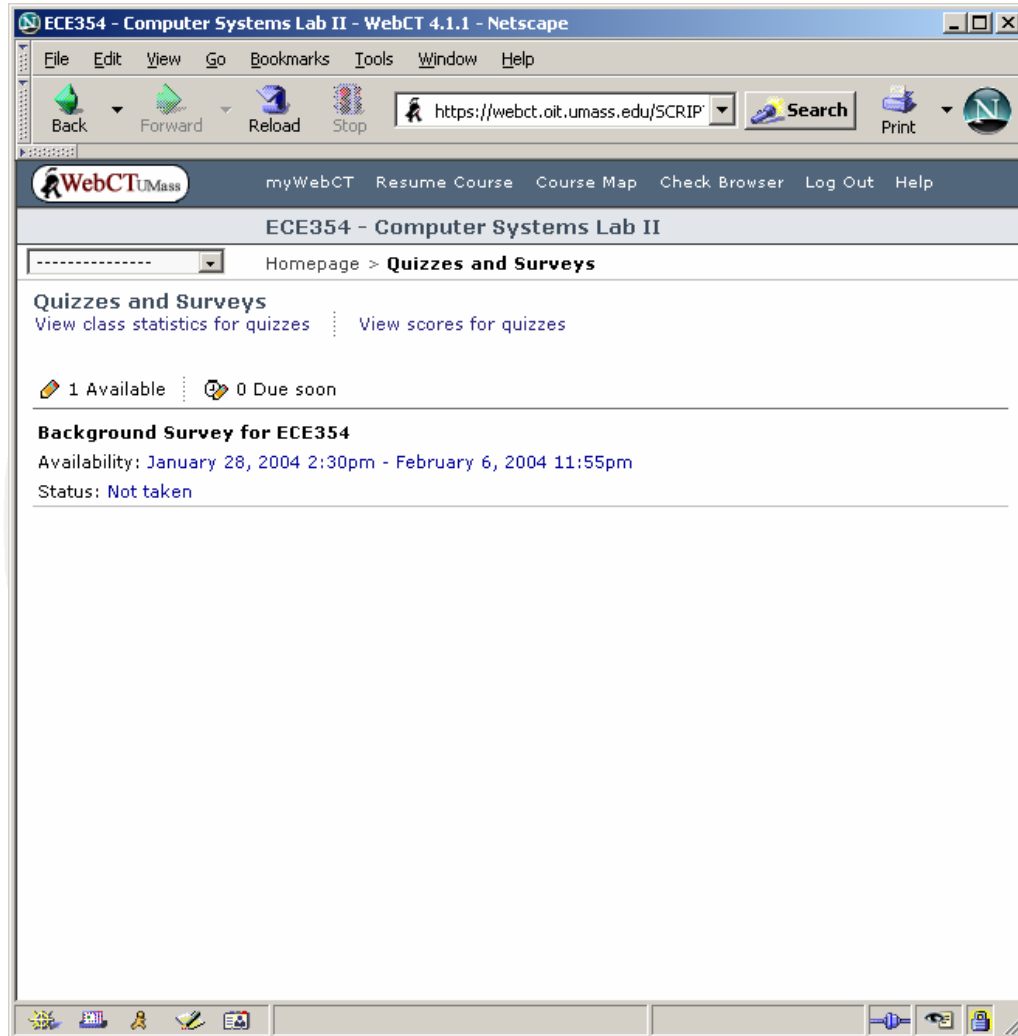 ECE354 - Computer Systems Lab II - WebCT 4.1.1 - Netscape
File Edit View Go Bookmarks Tools Window Help
Back Forward Reload Stop https://webct.oit.umass.edu/SCRIP Search Print N
WebCT UMass myWebCT Resume Course Course Map Check Browser Log Out Help
ECE354 - Computer Systems Lab II
--------------- Homepage > Quizzes and Surveys
Quizzes and Surveys
View class statistics for quizzes View scores for quizzes
1 Available 0 Due soon
Background Survey for ECE354
Availability: January 28, 2004 2:30pm - February 6, 2004 11:55pm
Status: Not taken